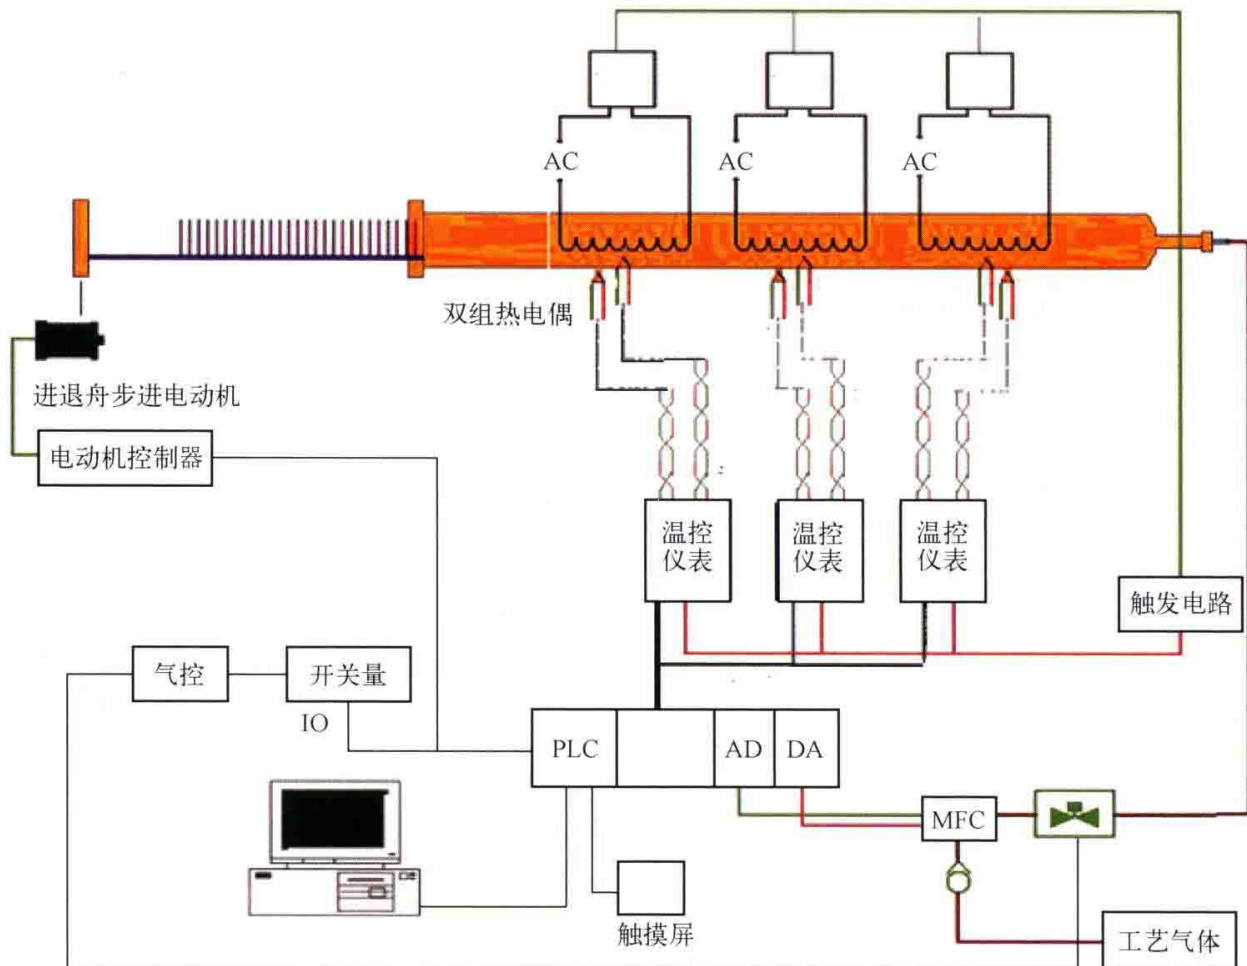 AC
AC
AC
双组热电偶
进退舟步进电动机
电动机控制器
温控
仪表
温控
仪表
温控
仪表
触发电路
气控
开关量
IO
PLC
AD
DA
MFC
触摸屏
工艺气体